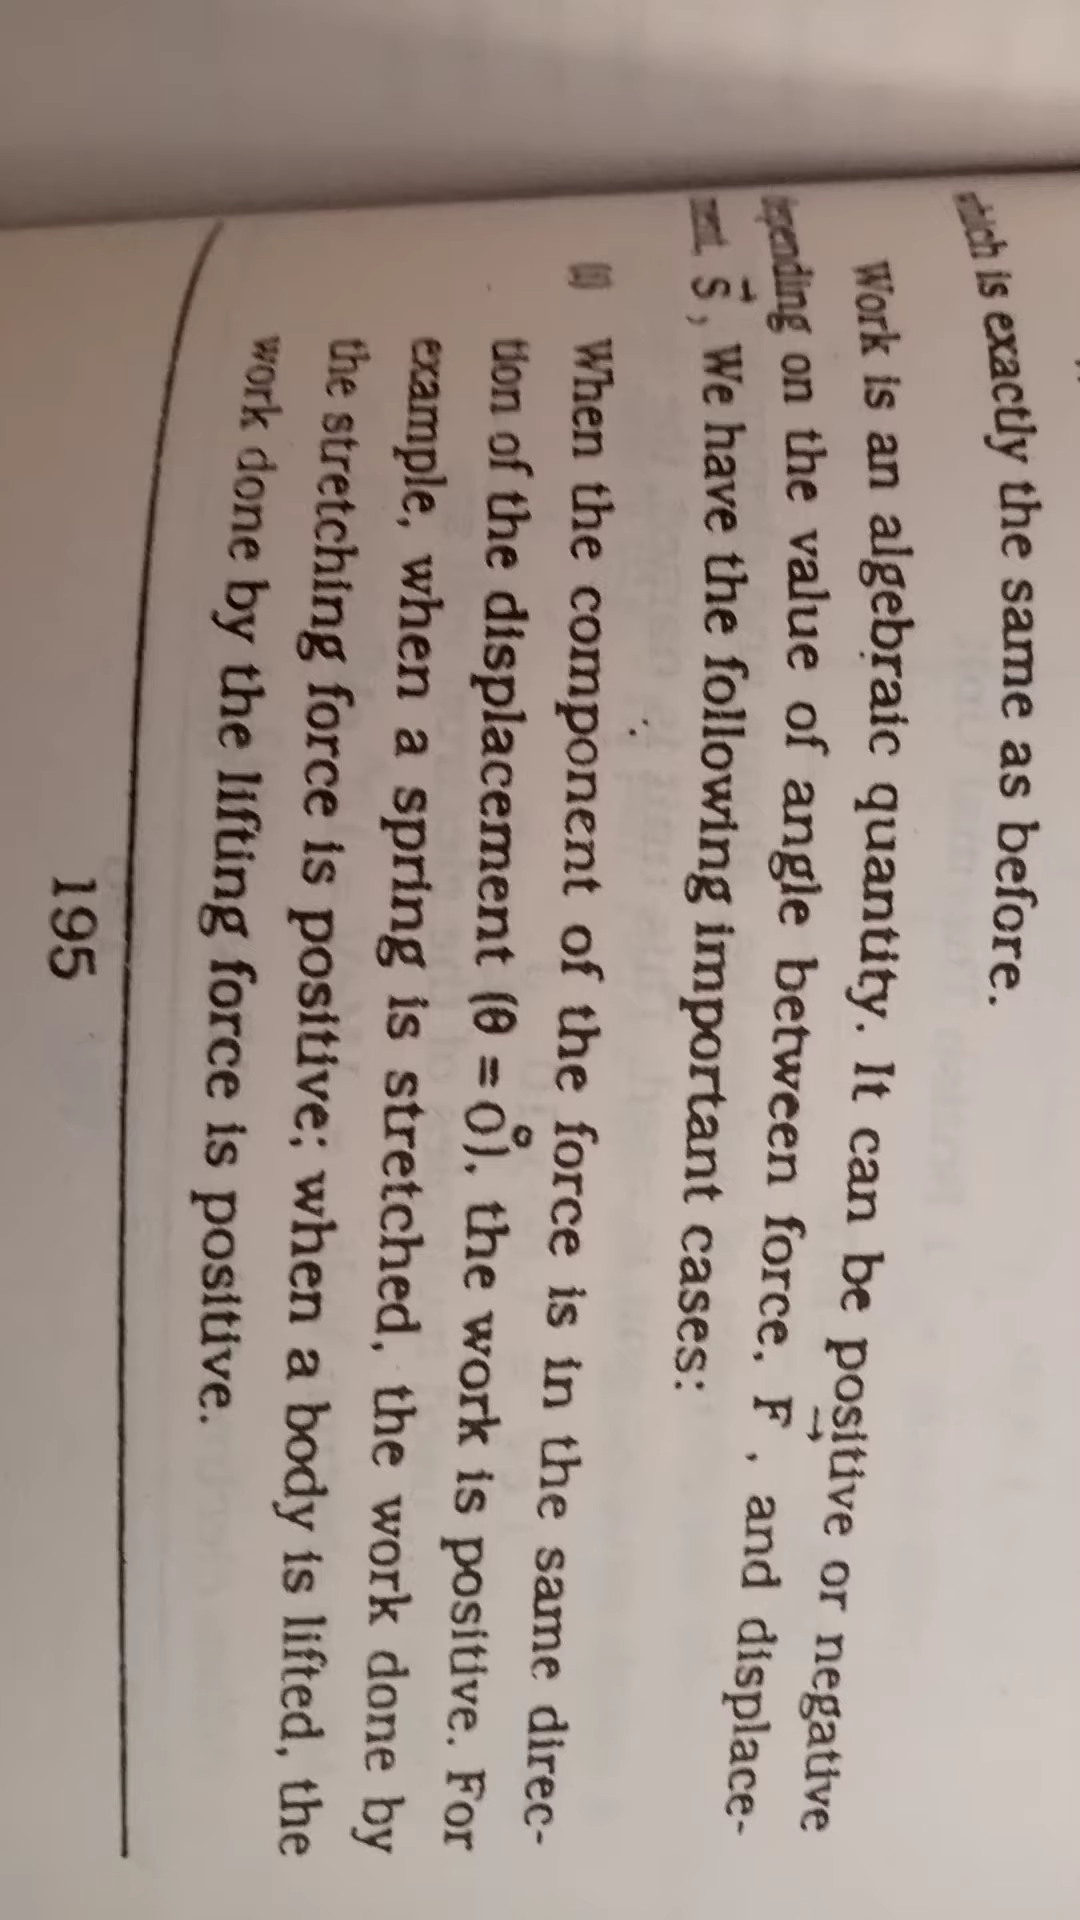 which is exactly the same as before.
Work is an algebraic quantity. It can be positive or negative
depending on the value of angle between force, F⃗ , and displace-
ment, S⃗ , We have the following important cases:
When the component of the force is in the same direc-
tion of the displacement (θ = 0°), the work is positive. For
example, when a spring is stretched, the work done by
the stretching force is positive; when a body is lifted, the
work done by the lifting force is positive.
195